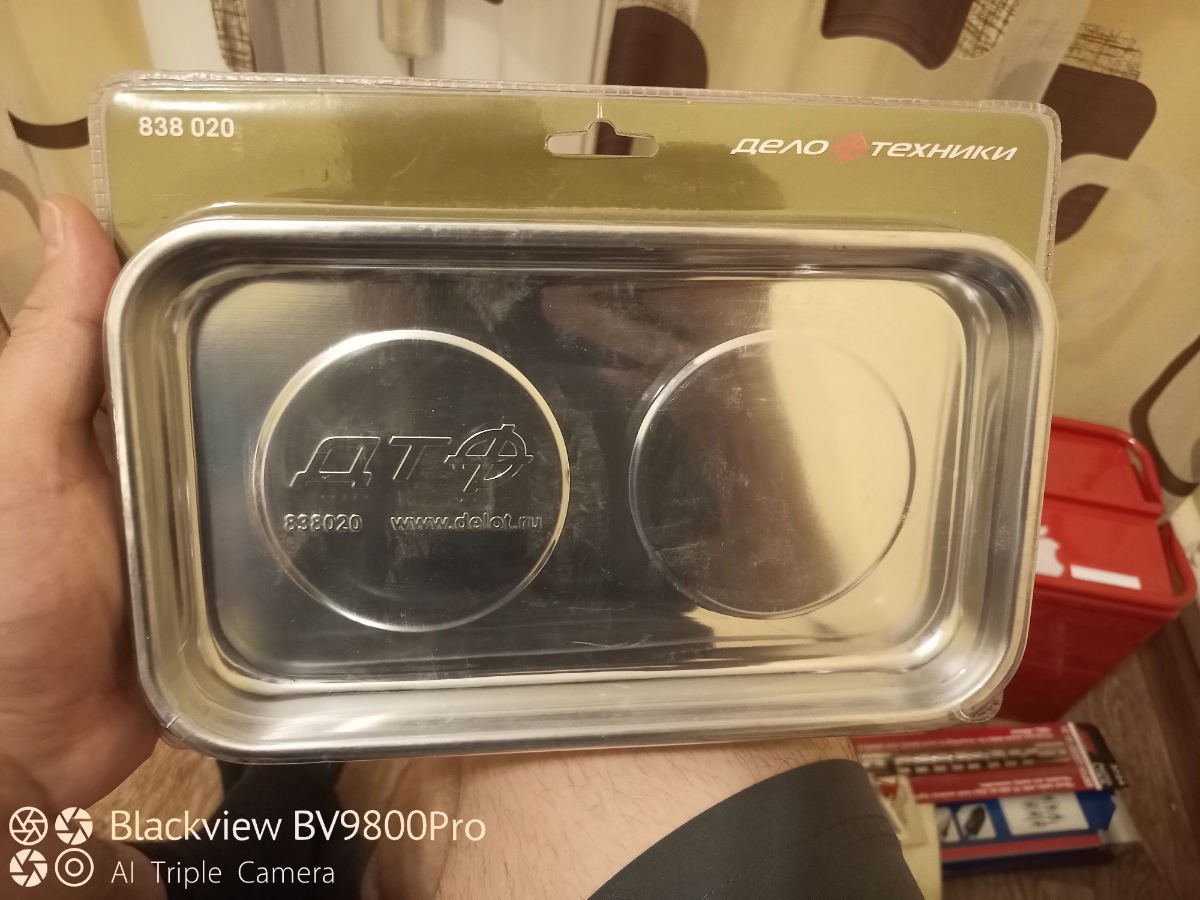 838 020
ДЕЛО ТЕХНИКИ
ДТ
838020 www.delot.ru
Blackview BV9800Pro
AI Triple Camera